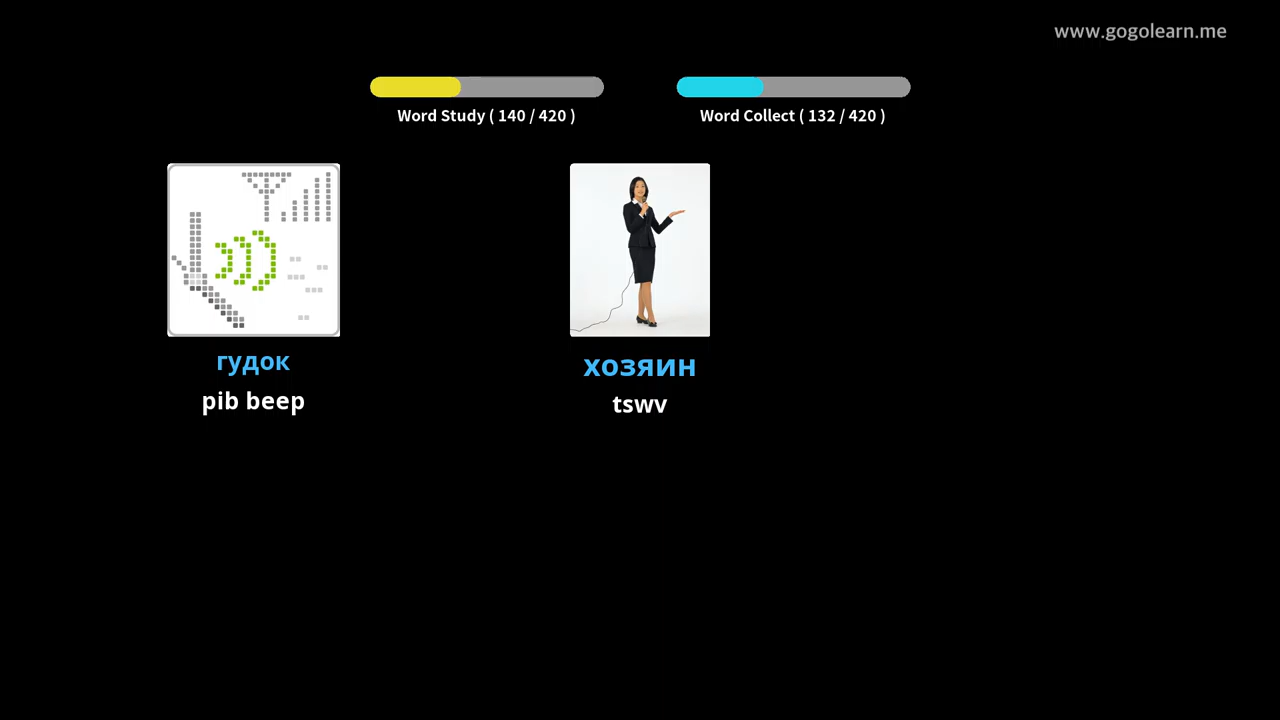 www.gogolearn.me
Word Study ( 140 / 420 )
Word Collect ( 132 / 420 )
гудок
pib beep
хозяин
tswv